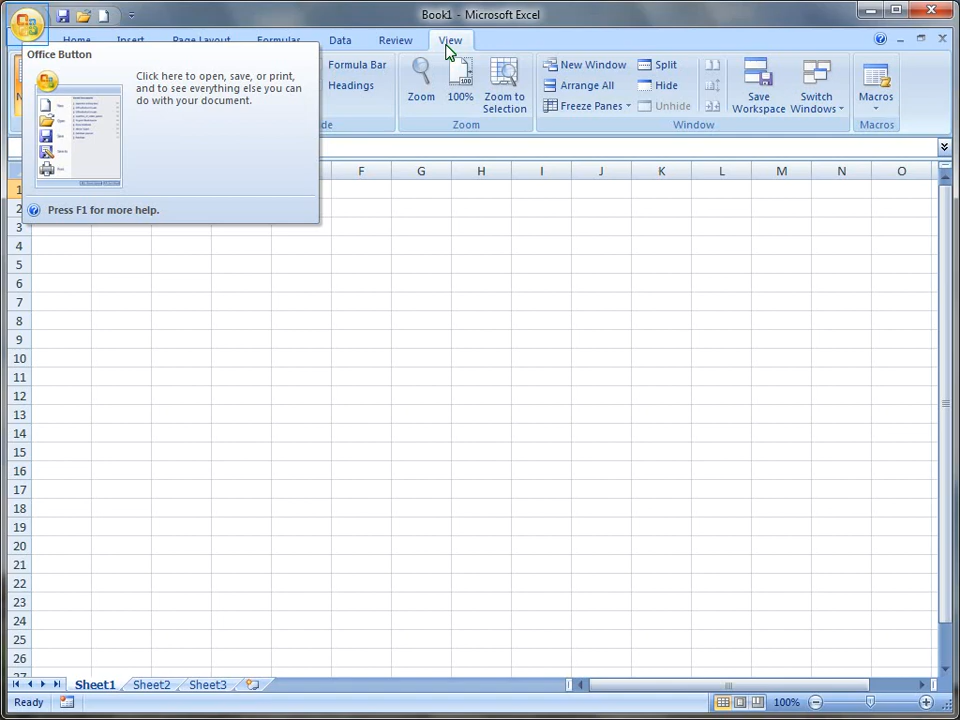 Book1 - Microsoft Excel
Home Insert Page Layout Formulas Data Review View
Office Button
Click here to open, save, or print,
and to see everything else you can
do with your document.
Press F1 for more help.
Formula Bar
Headings
Zoom
100%
Zoom to
Selection
Zoom
New Window
Arrange All
Freeze Panes
Split
Hide
Unhide
Save
Workspace
Switch
Windows
Window
Macros
Macros
F G H I J K L M N O
1
2
3
4
5
6
7
8
9
10
11
12
13
14
15
16
17
18
19
20
21
22
23
24
25
26
27
Sheet1 Sheet2 Sheet3
Ready
100%